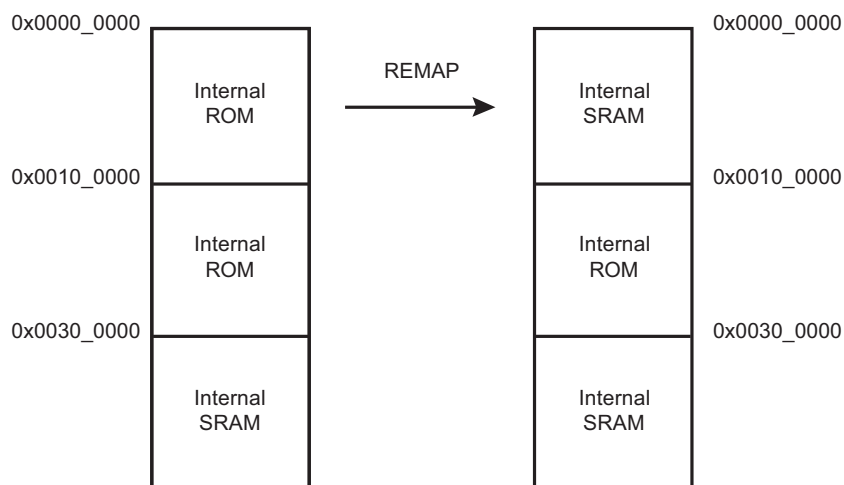 0x0000_0000
Internal
ROM
0x0010_0000
Internal
ROM
0x0030_0000
Internal
SRAM
REMAP
0x0000_0000
Internal
SRAM
0x0010_0000
Internal
ROM
0x0030_0000
Internal
SRAM